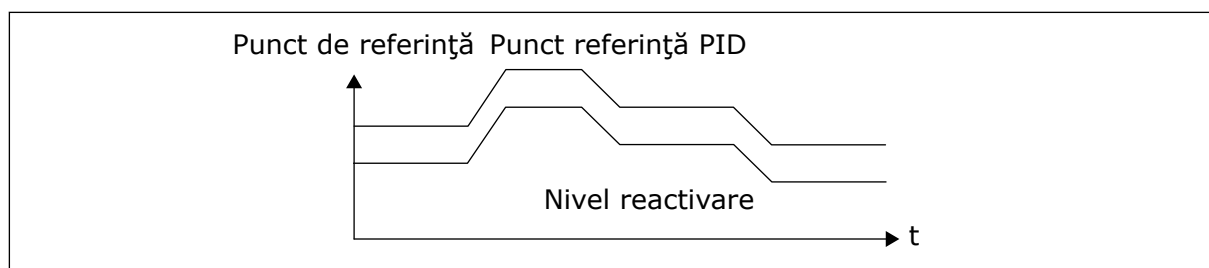 Punct de referinţă Punct referinţă PID
Nivel reactivare
t